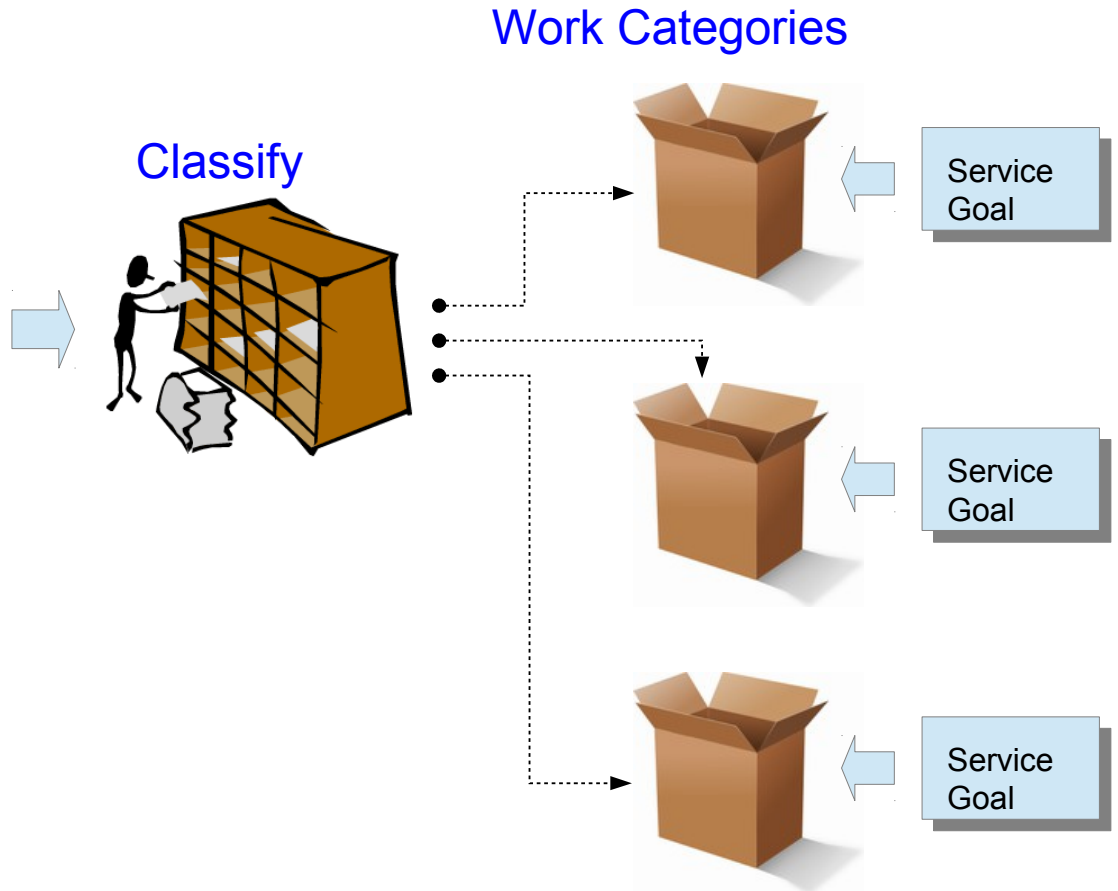 Work Categories
Classify
Service
Goal
Service
Goal
Service
Goal